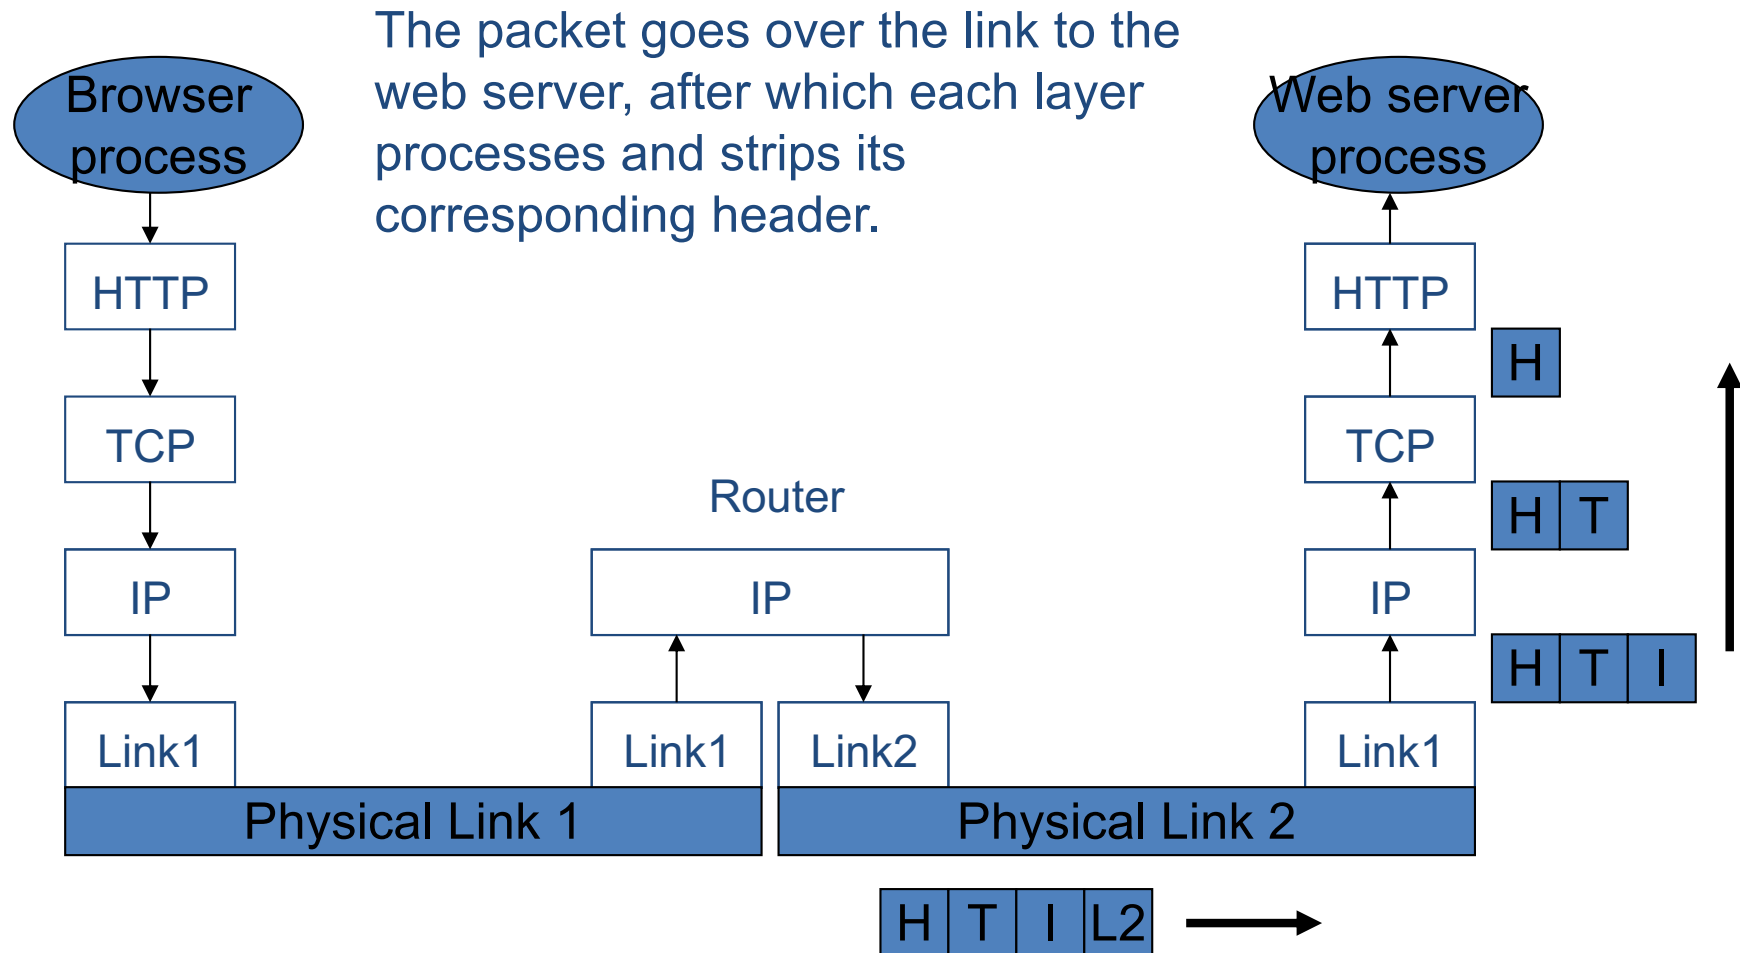 The packet goes over the link to the
web server, after which each layer
processes and strips its
corresponding header.
Browser
process
Web server
process
HTTP
HTTP
H
TCP
TCP
Router
H T
IP
IP
IP
H T I
Link1
Link1
Link2
Link1
Physical Link 1
Physical Link 2
H T I L2